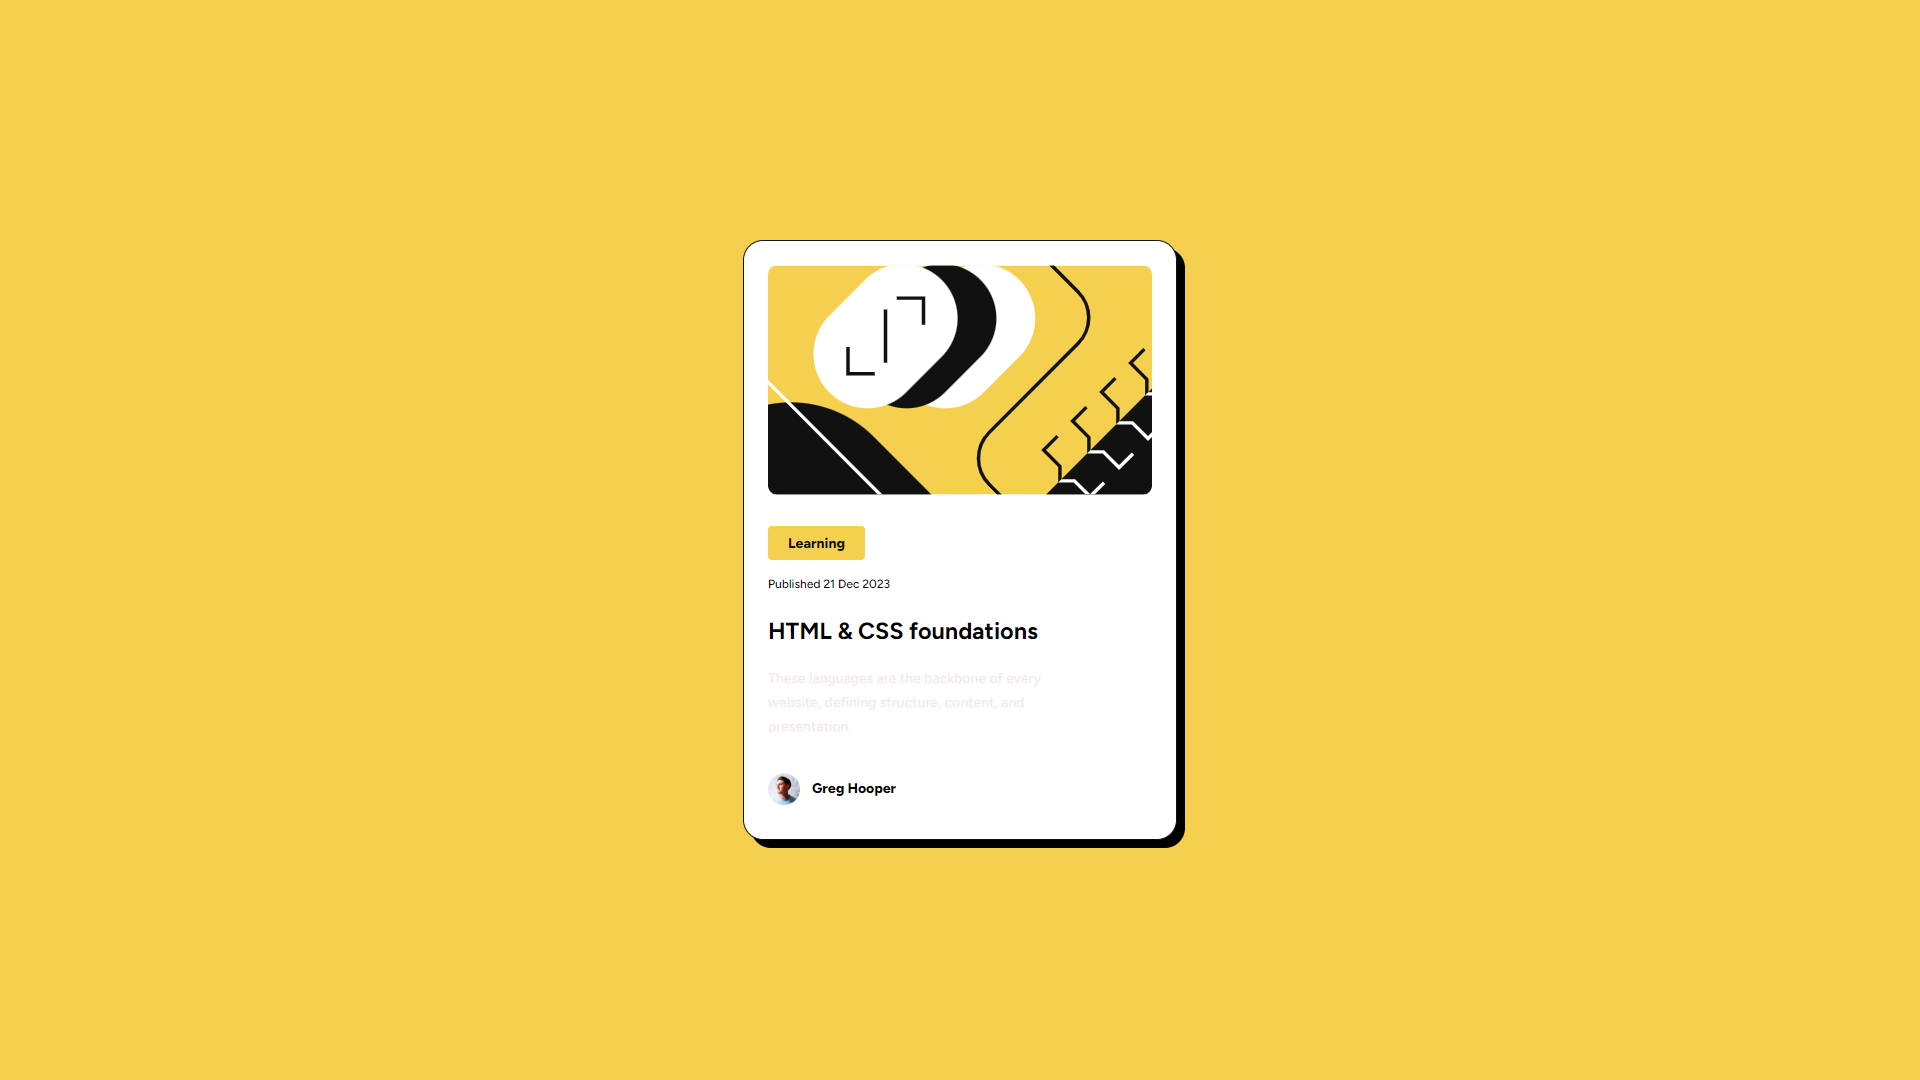 Learning
Published 21 Dec 2023
HTML & CSS foundations
These languages are the backbone of every
website, defining structure, content, and
presentation.
Greg Hooper